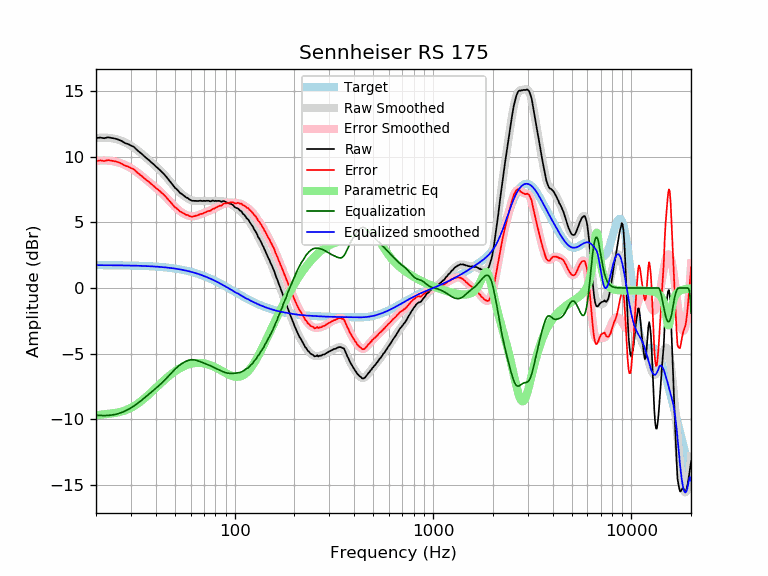 Sennheiser RS 175
Target
Raw Smoothed
Error Smoothed
Raw
Error
Parametric Eq
Equalization
Equalized smoothed
Amplitude (dBr)
15
10
5
0
−5
−10
−15
100
1000
10000
Frequency (Hz)